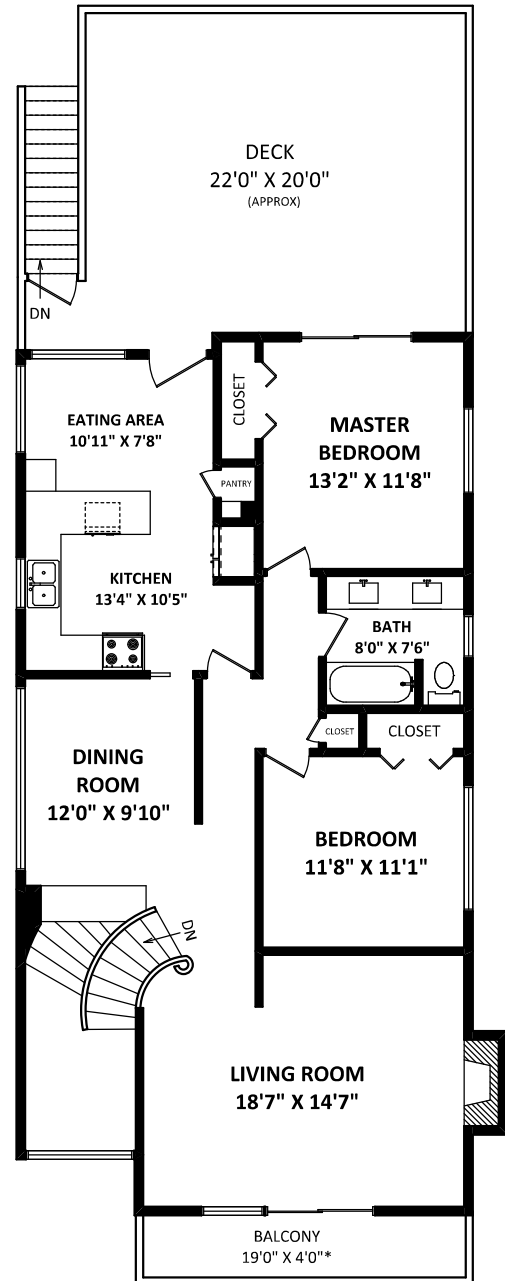 DECK
22'0" X 20'0"
(APPROX)
DN
EATING AREA
10'11" X 7'8"
CLOSET
MASTER
BEDROOM
13'2" X 11'8"
PANTRY
KITCHEN
13'4" X 10'5"
BATH
8'0" X 7'6"
DINING
ROOM
12'0" X 9'10"
CLOSET
CLOSET
BEDROOM
11'8" X 11'1"
DN
LIVING ROOM
18'7" X 14'7"
BALCONY
19'0" X 4'0"*